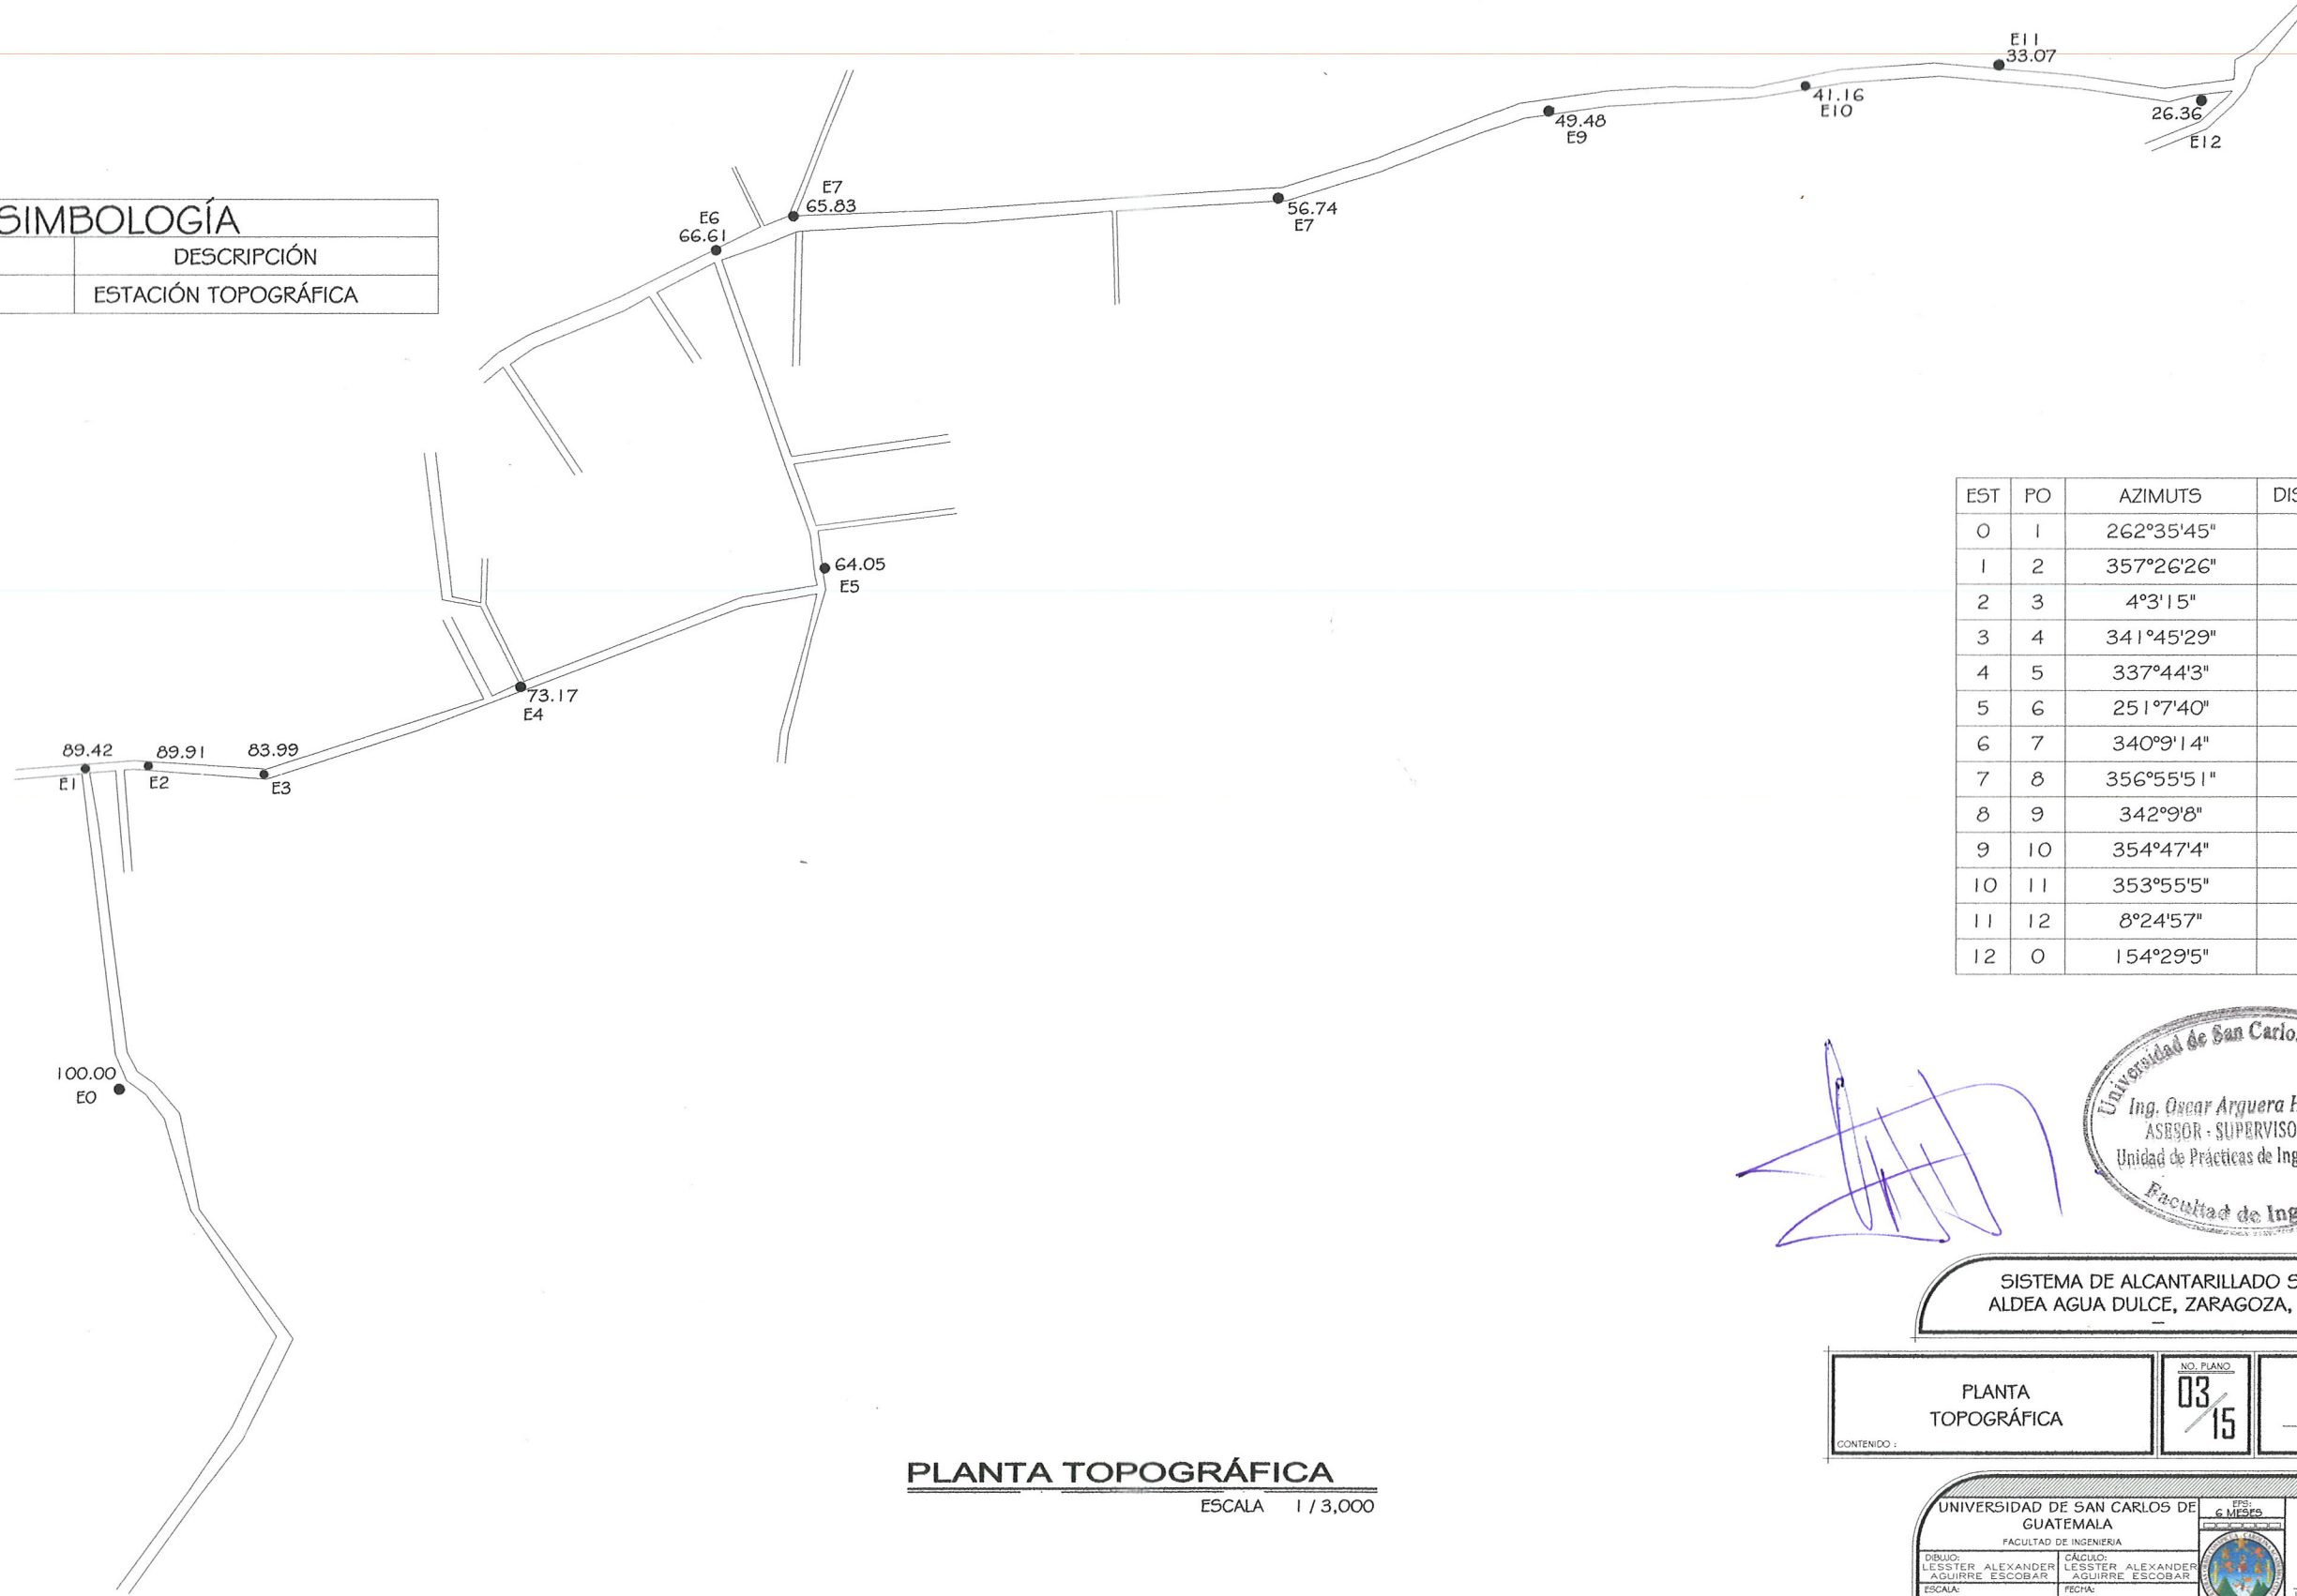 E11
33.07
41.16
E10
49.48
E9
26.36
E12
E7
65.83
E6
66.61
56.74
E7
SIMBOLOGÍA
DESCRIPCIÓN
ESTACIÓN TOPOGRÁFICA
64.05
E5
73.17
E4
89.42
E1
89.91
E2
83.99
E3
100.00
E0
EST PO AZIMUTS
0 1 262°35'45"
1 2 357°26'26"
2 3 4°3'15"
3 4 341°45'29"
4 5 337°44'3"
5 6 251°7'40"
6 7 340°9'14"
7 8 356°55'51"
8 9 342°9'8"
9 10 354°47'4"
10 11 353°55'5"
11 12 8°24'57"
12 0 154°29'5"
Universidad de San Carlo
Ing. Oscar Arguera H
ASESOR - SUPERVISO
Unidad de Prácticas de Ing
Facultad de Ing
SISTEMA DE ALCANTARILLADO S
ALDEA AGUA DULCE, ZARAGOZA,
PLANTA
TOPOGRÁFICA
CONTENIDO :
NO. PLANO
03/15
PLANTA TOPOGRÁFICA
ESCALA 1 / 3,000
UNIVERSIDAD DE SAN CARLOS DE
GUATEMALA
FACULTAD DE INGENIERIA
EPS:
6 MESES
DIBUJO:
LESSTER ALEXANDER
AGUIRRE ESCOBAR
CÁLCULO:
LESSTER ALEXANDER
AGUIRRE ESCOBAR
ESCALA:
FECHA: